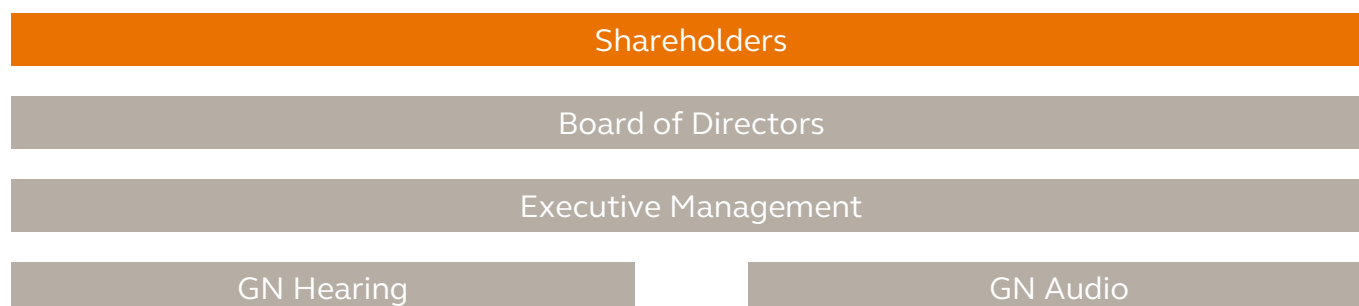 Shareholders
Board of Directors
Executive Management
GN Hearing
GN Audio